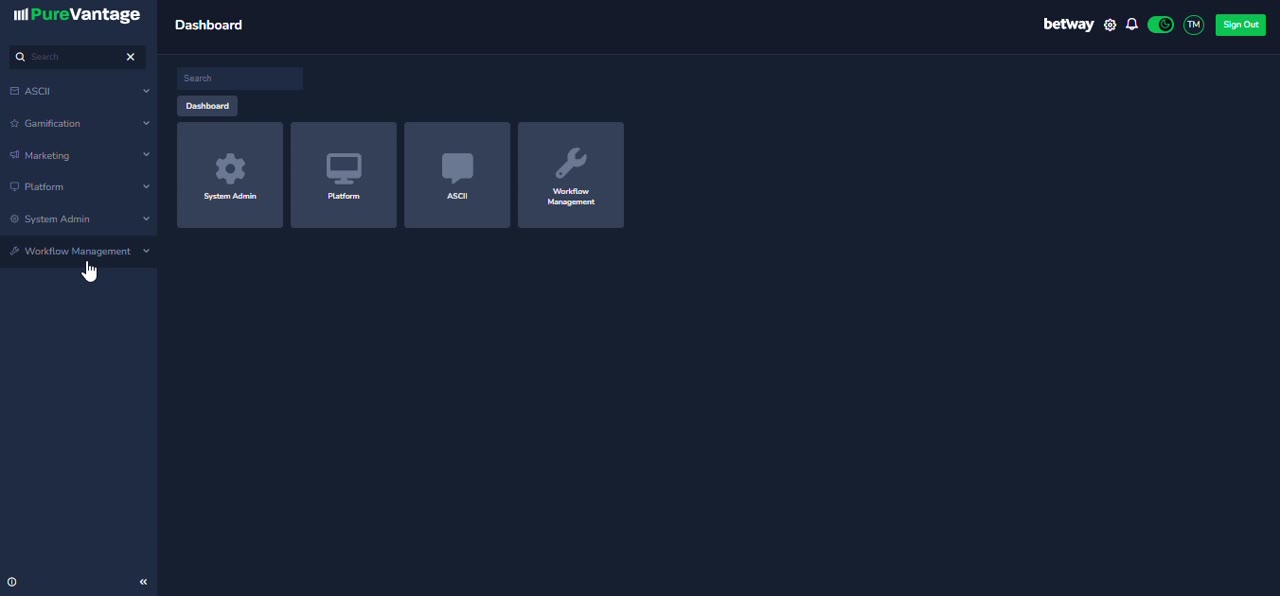 PureVantage
Search
ASCII
Gamification
Marketing
Platform
System Admin
Workflow Management
Dashboard
betway
TM
Sign Out
Search
Dashboard
System Admin
Platform
ASCII
Workflow
Management